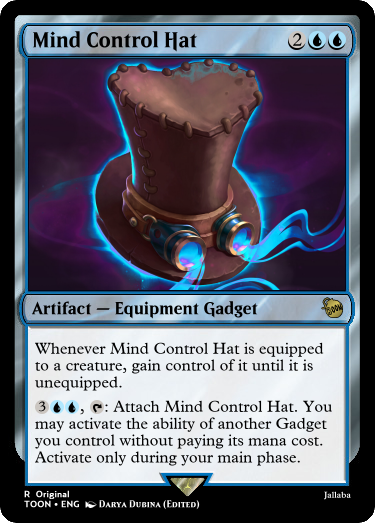 Mind Control Hat 2
BOOM
Artifact — Equipment Gadget
Whenever Mind Control Hat is equipped
to a creature, gain control of it until it is
unequipped.
3 , : Attach Mind Control Hat. You
may activate the ability of another Gadget
you control without paying its mana cost.
Activate only during your main phase.
R Original
TOON • ENG Darya Dubina (Edited)
Jallaba